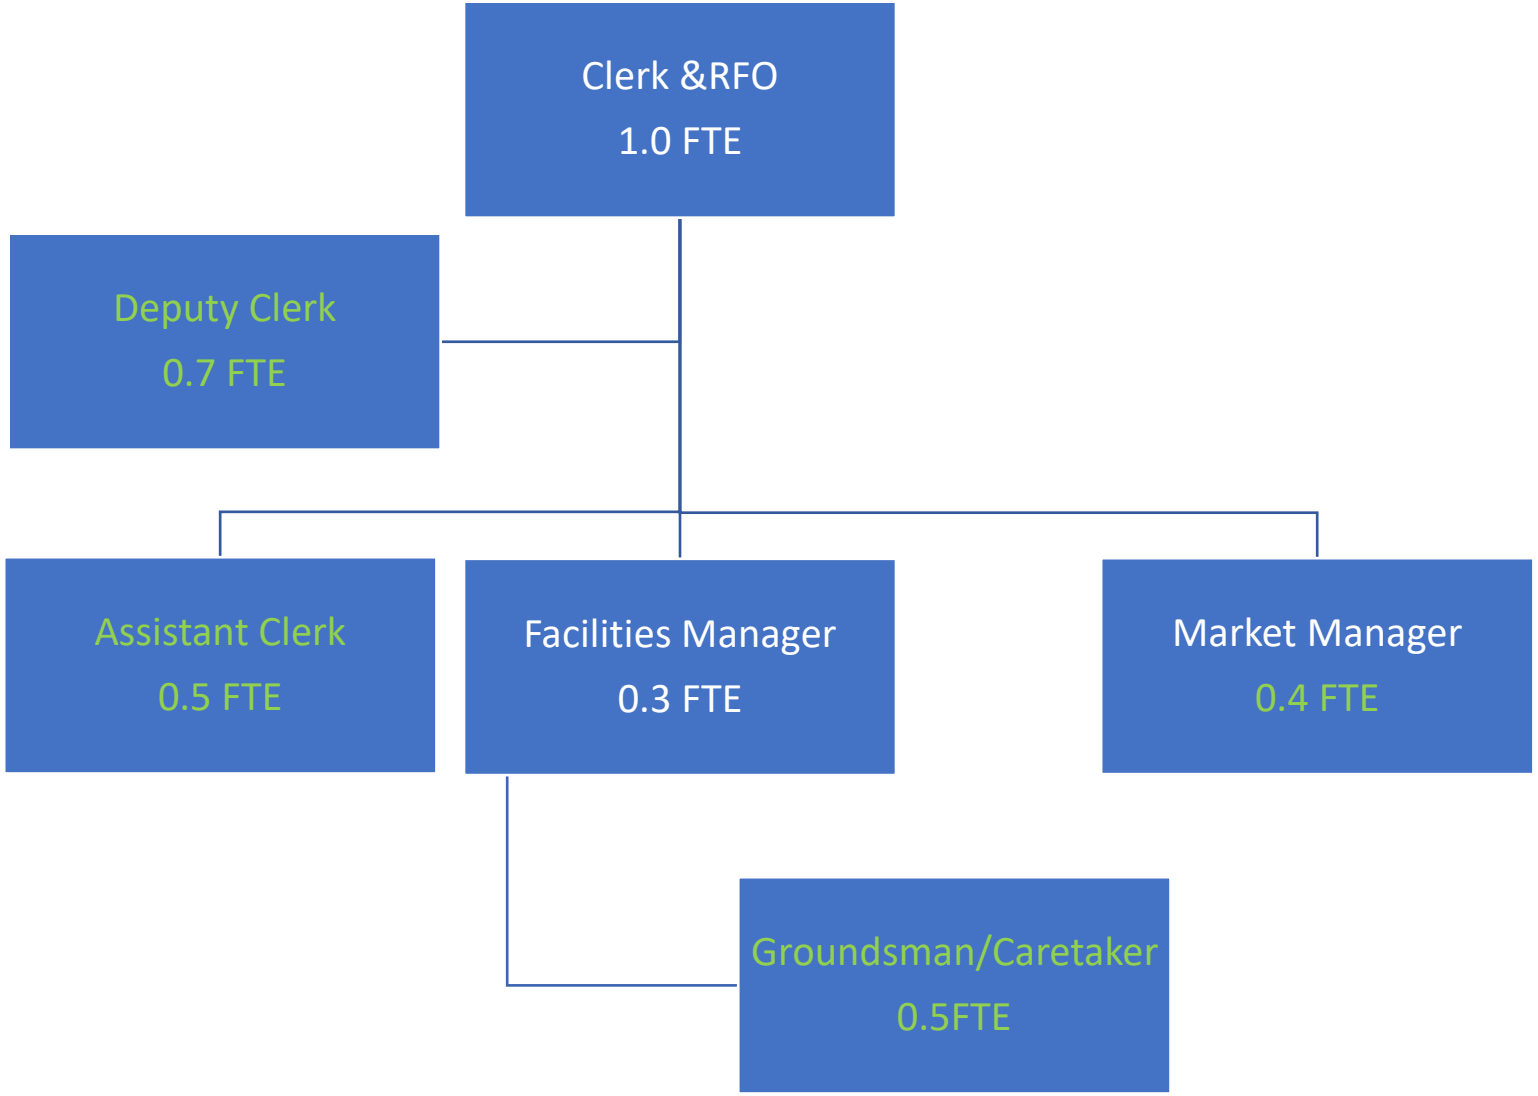 Clerk &RFO
1.0 FTE
Deputy Clerk
0.7 FTE
Assistant Clerk
0.5 FTE
Facilities Manager
0.3 FTE
Market Manager
0.4 FTE
Groundsman/Caretaker
0.5FTE